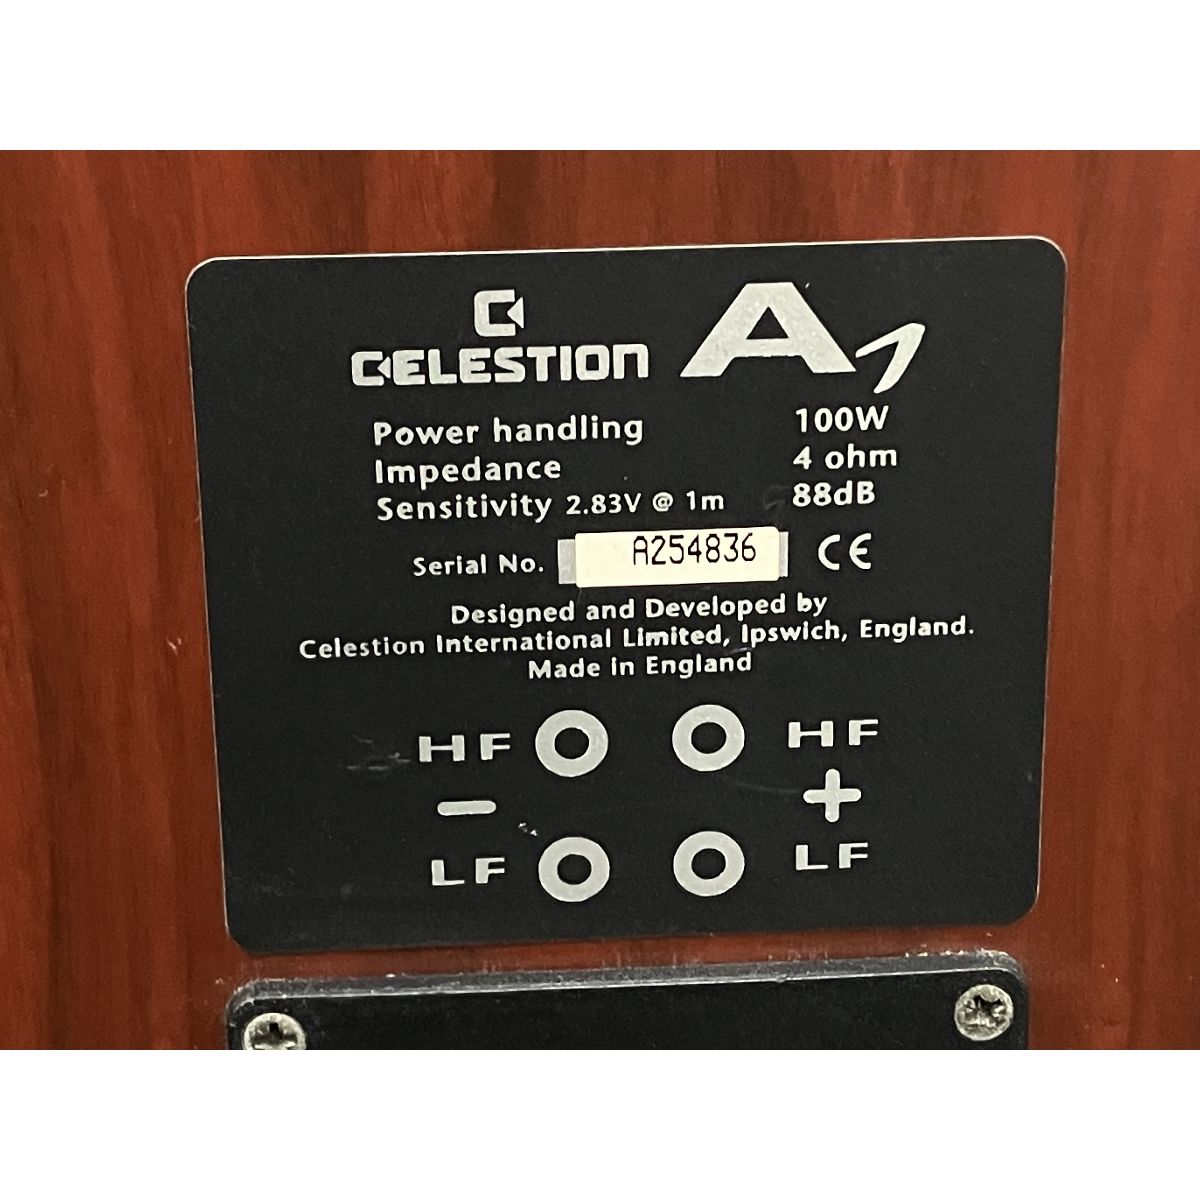 CELESTION A1
Power handling 100W
Impedance 4 ohm
Sensitivity 2.83V @ 1m 88dB
Serial No. A254836 CE
Designed and Developed by
Celestion International Limited, Ipswich, England.
Made in England
HF HF
− +
LF LF